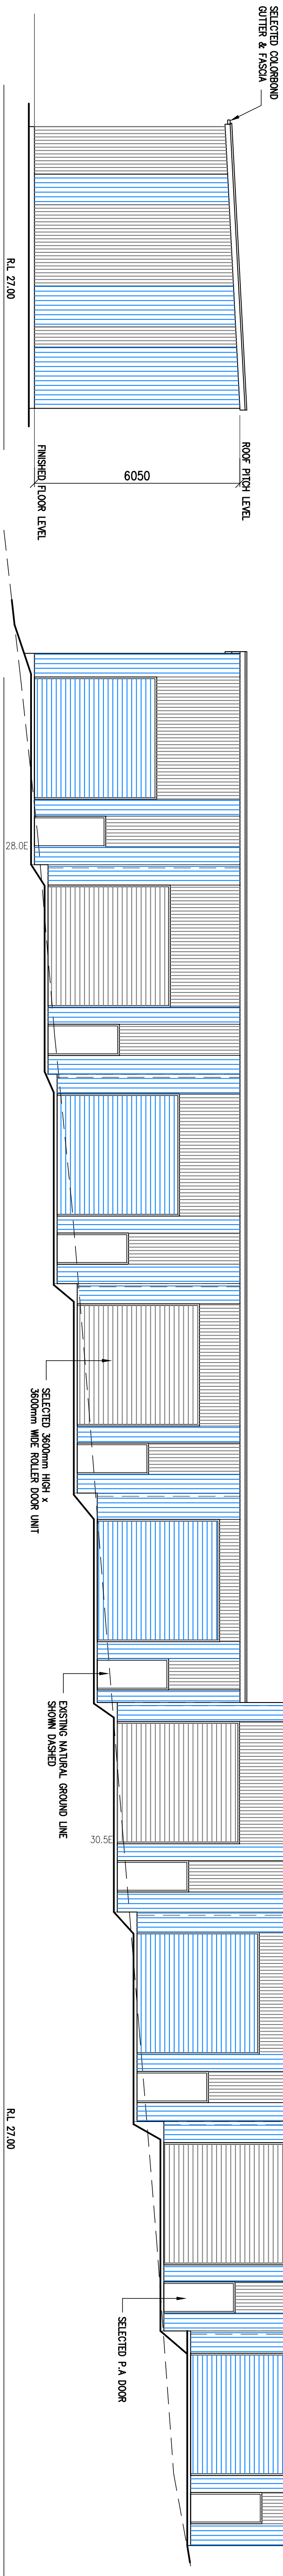 SELECTED COLORBOND
GUTTER & FASCIA
R.L 27.00
6050
ROOF PITCH LEVEL
FINISHED FLOOR LEVEL
28.0E
SELECTED 3600mm HIGH x
3600mm WIDE ROLLER DOOR UNIT
EXISTING NATURAL GROUND LINE
SHOWN DASHED
30.5E
R.L 27.00
SELECTED P.A DOOR